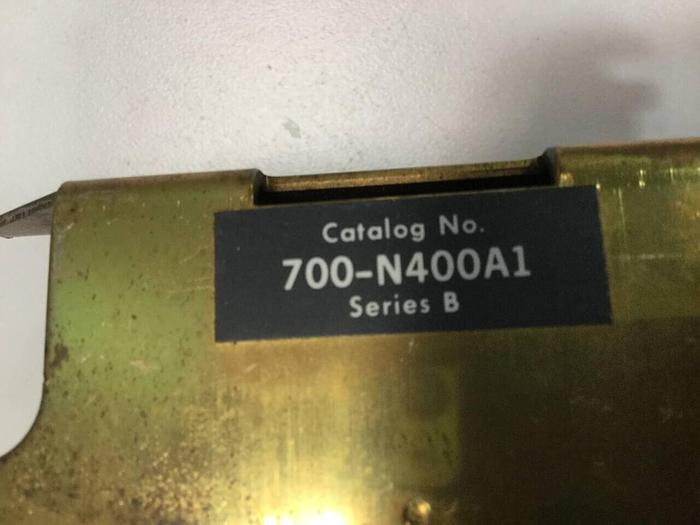 Catalog No.
700-N400A1
Series B